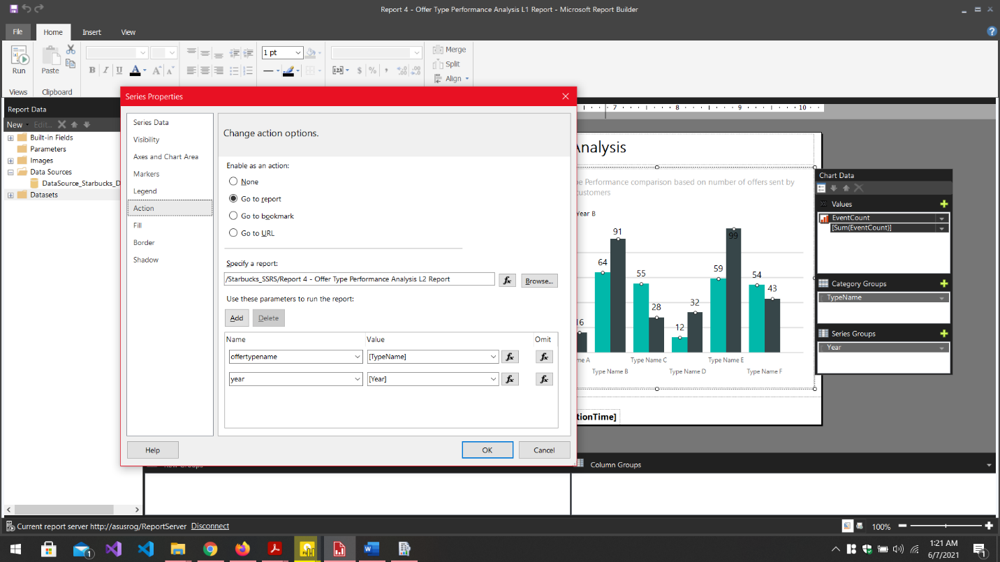 Report 4 - Offer Type Performance Analysis L1 Report - Microsoft Report Builder
File Home Insert View
1 pt
Merge
Split
Align
Run
Paste
B I U A A A
$ % ,
Views Clipboard
Report Data
New Edit...
Built-in Fields
Parameters
Images
Data Sources
DataSource_Starbucks_D
Datasets
Series Properties
Series Data
Visibility
Axes and Chart Area
Markers
Legend
Action
Fill
Border
Shadow
Change action options.
Enable as an action:
None
Go to report
Go to bookmark
Go to URL
Specify a report:
/Starbucks_SSRS/Report 4 - Offer Type Performance Analysis L2 Report
fx
Browse...
Use these parameters to run the report:
Add Delete
Name Value Omit
offertypename [TypeName] fx fx
year [Year] fx fx
Help OK Cancel
7 8 9 10
Analysis
pe Performance comparison based on number of offers sent by
customers
Year B
16 64 91 55 28 12 32 59 99 54 43
me A Type Name C Type Name E
Type Name B Type Name D Type Name F
tionTime]
Chart Data
Values
EventCount
[Sum(EventCount)]
Category Groups
TypeName
Series Groups
Year
Column Groups
Current report server http://asusrog/ReportServer Disconnect
100%
1
1:21 AM
6/7/2021
1